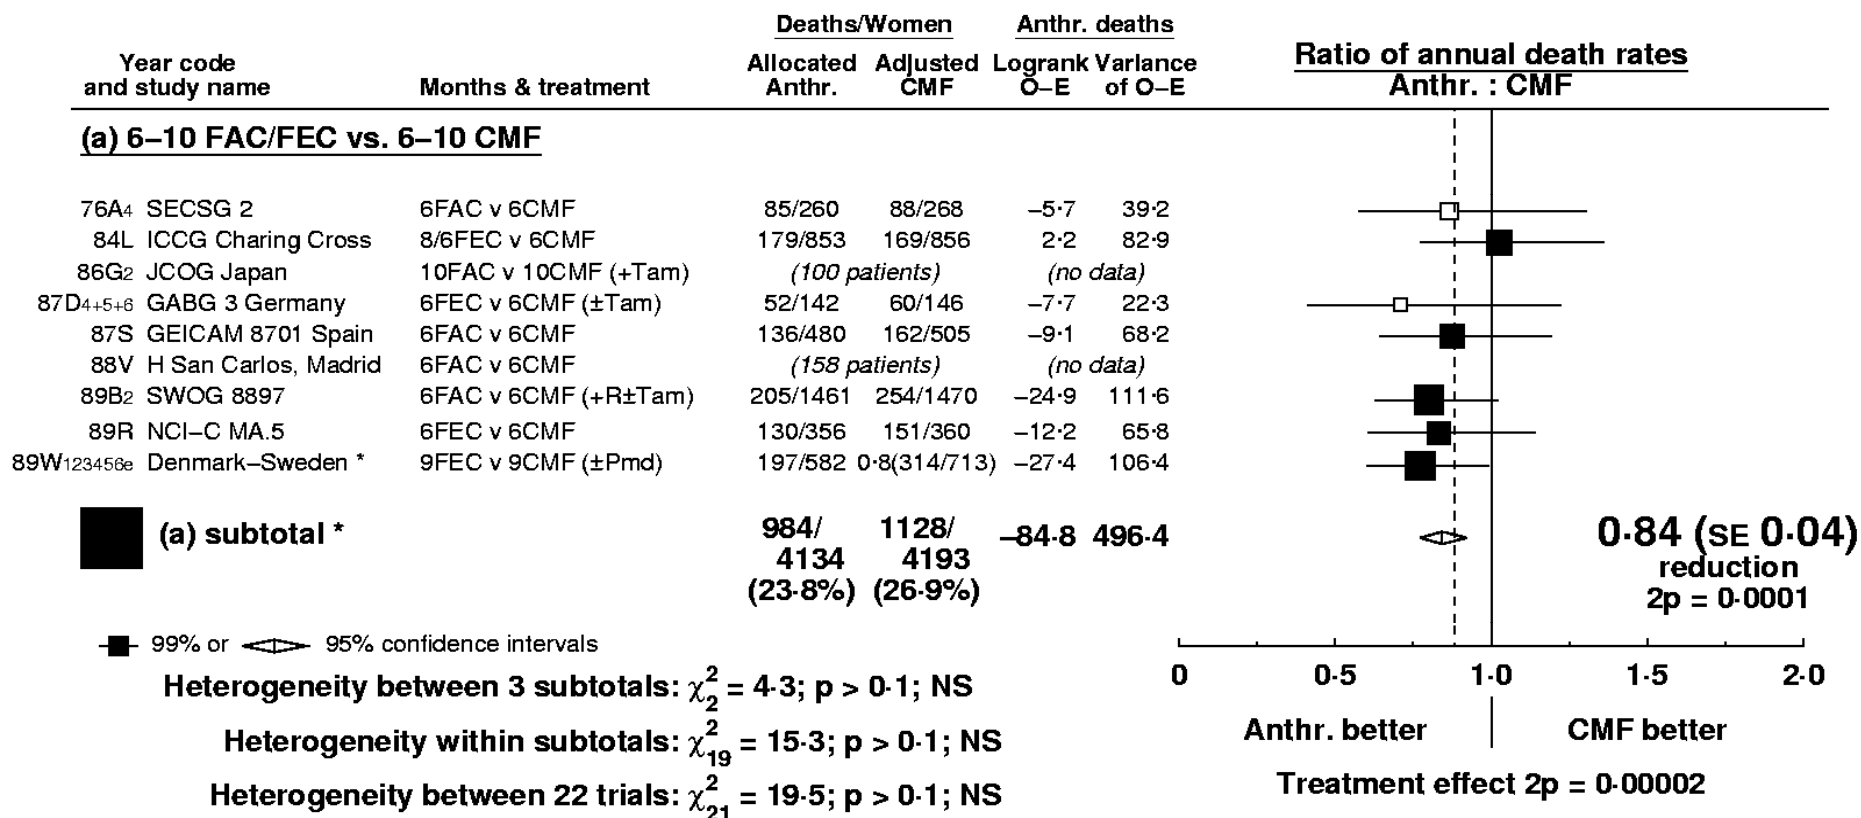 Deaths/Women Anthr. deaths
Year code Allocated Adjusted Logrank Variance Ratio of annual death rates
and study name Months & treatment Anthr. CMF O–E of O–E Anthr. : CMF
(a) 6–10 FAC/FEC vs. 6–10 CMF
76A4 SECSG 2 6FAC v 6CMF 85/260 88/268 –5·7 39·2
84L ICCG Charing Cross 8/6FEC v 6CMF 179/853 169/856 2·2 82·9
86G2 JCOG Japan 10FAC v 10CMF (+Tam) (100 patients) (no data)
87D4+5+6 GABG 3 Germany 6FEC v 6CMF (±Tam) 52/142 60/146 –7·7 22·3
87S GEICAM 8701 Spain 6FAC v 6CMF 136/480 162/505 –9·1 68·2
88V H San Carlos, Madrid 6FAC v 6CMF (158 patients) (no data)
89B2 SWOG 8897 6FAC v 6CMF (+R±Tam) 205/1461 254/1470 –24·9 111·6
89R NCI–C MA.5 6FEC v 6CMF 130/356 151/360 –12·2 65·8
89W123456e Denmark–Sweden * 9FEC v 9CMF (±Pmd) 197/582 0·8(314/713) –27·4 106·4
(a) subtotal * 984/ 1128/ –84·8 496·4 0·84 (SE 0·04)
4134 4193 reduction
(23·8%) (26·9%) 2p = 0·0001
99% or 95% confidence intervals
0 0·5 1·0 1·5 2·0
Heterogeneity between 3 subtotals: χ²₂ = 4·3; p > 0·1; NS
Anthr. better CMF better
Heterogeneity within subtotals: χ²₁₉ = 15·3; p > 0·1; NS
Treatment effect 2p = 0·00002
Heterogeneity between 22 trials: χ²₂₁ = 19·5; p > 0·1; NS